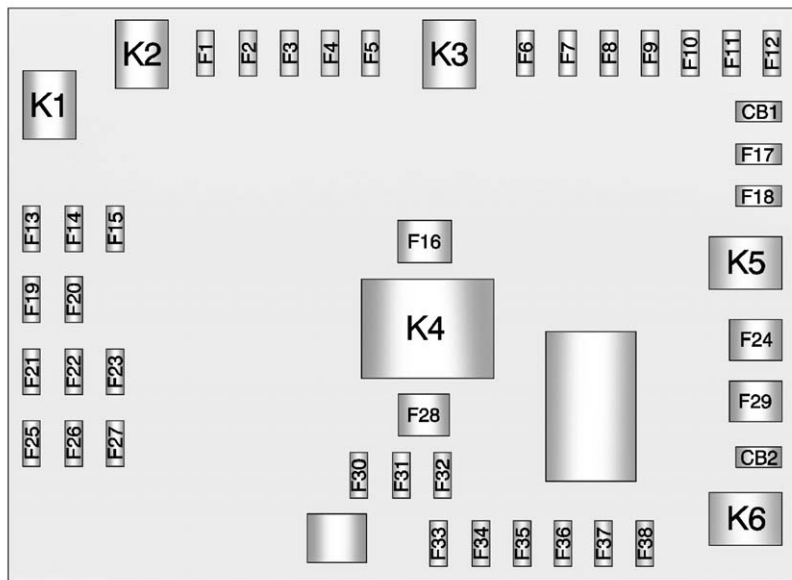 K2 F1 F2 F3 F4 F5 K3 F6 F7 F8 F9 F10 F11 F12
K1
CB1
F17
F18
F13 F14 F15
F16
K5
F19 F20
K4
F24
F21 F22 F23
F28
F29
F25 F26 F27
CB2
F30 F31 F32
K6
F33 F34 F35 F36 F37 F38